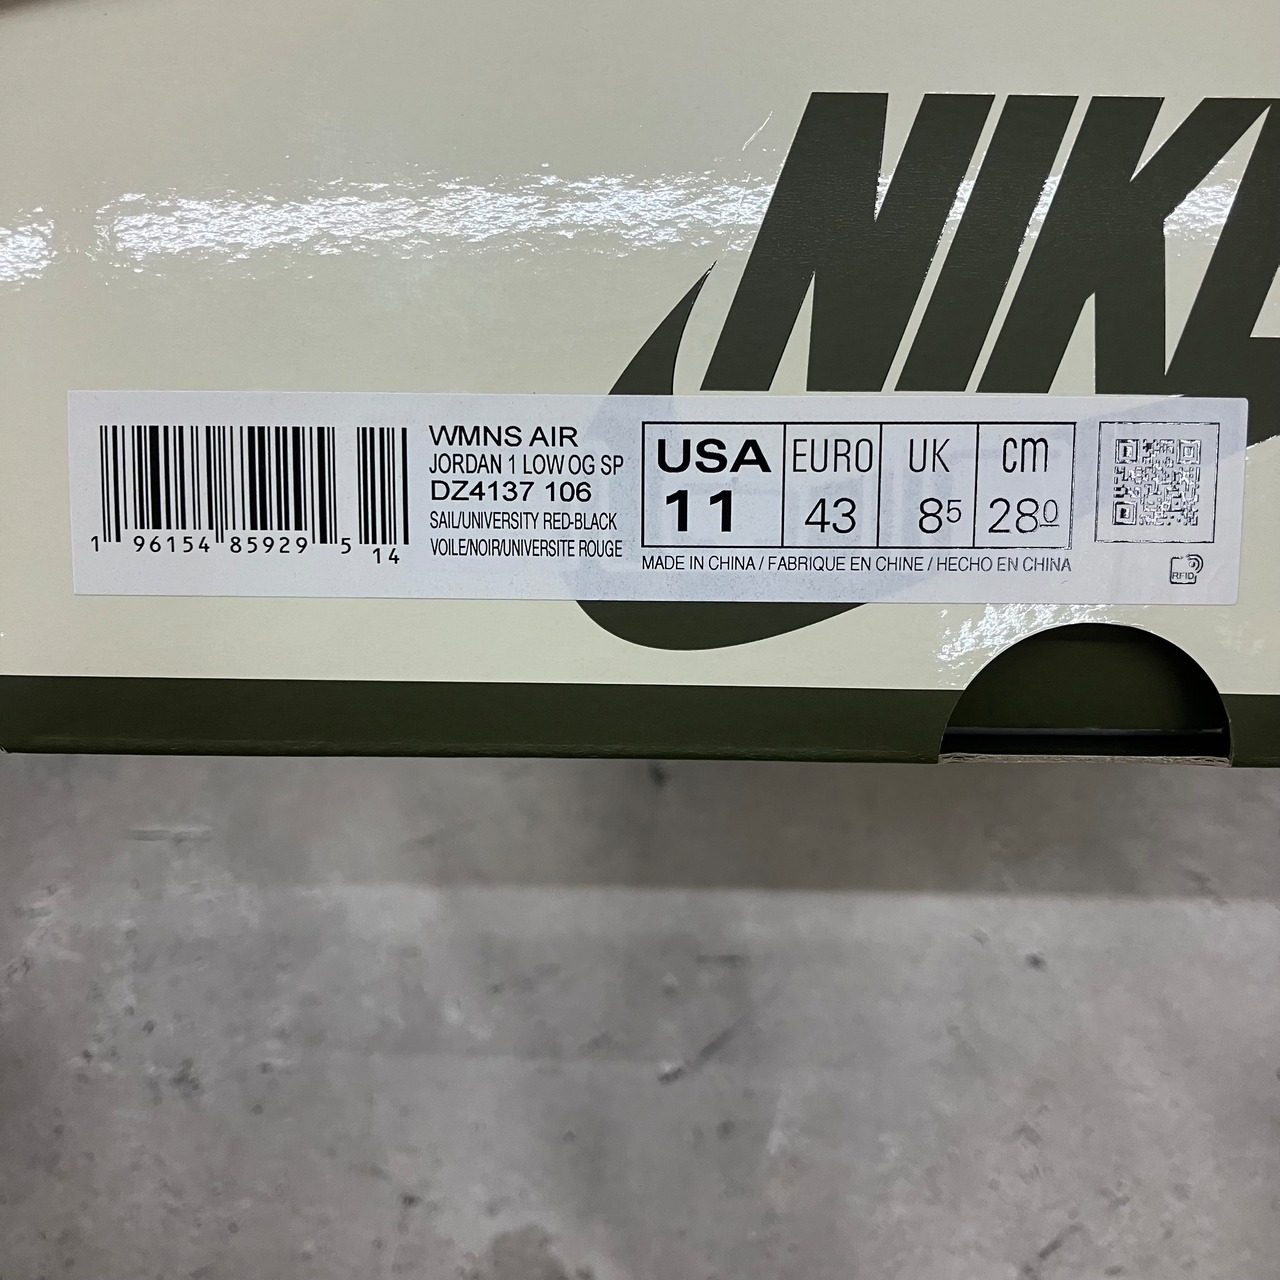 NIKE
WMNS AIR
JORDAN 1 LOW OG SP
DZ4137 106
SAIL/UNIVERSITY RED-BLACK
VOILE/NOIR/UNIVERSITE ROUGE
1 96154 85929 5 14
USA EURO UK cm
11 43 85 280
MADE IN CHINA / FABRIQUE EN CHINE / HECHO EN CHINA
RFID